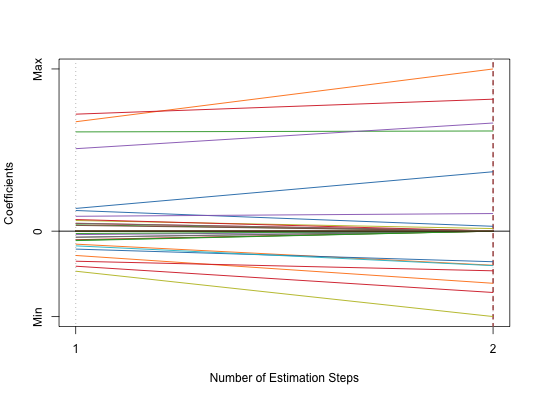 Max
0
Min
Coefficients
1
2
Number of Estimation Steps